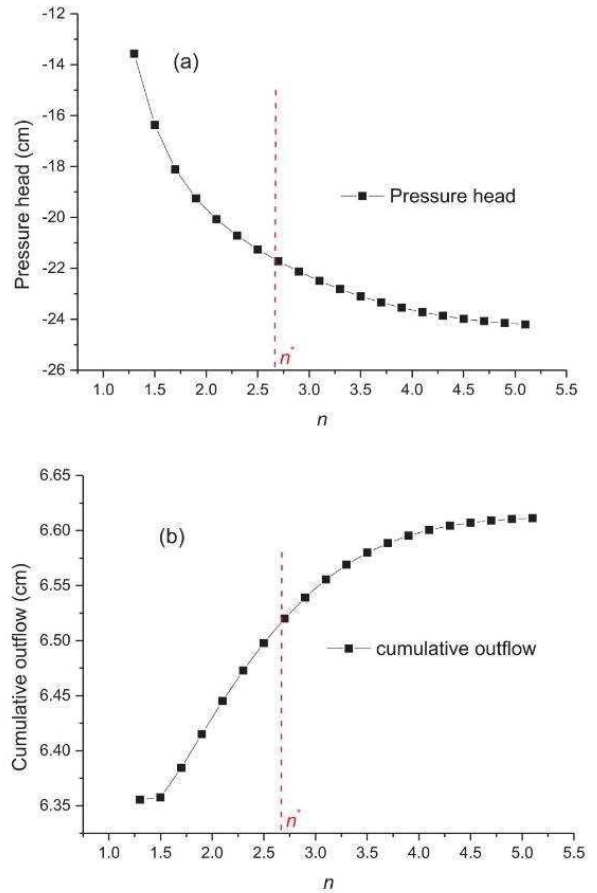 -12
(a)
-14
-16
-18
-20
-22
-24
-26
Pressure head (cm)
Pressure head
n*
1.0 1.5 2.0 2.5 3.0 3.5 4.0 4.5 5.0 5.5
n
6.65
(b)
6.60
6.55
6.50
6.45
6.40
6.35
Cumulative outflow (cm)
cumulative outflow
n*
1.0 1.5 2.0 2.5 3.0 3.5 4.0 4.5 5.0 5.5
n